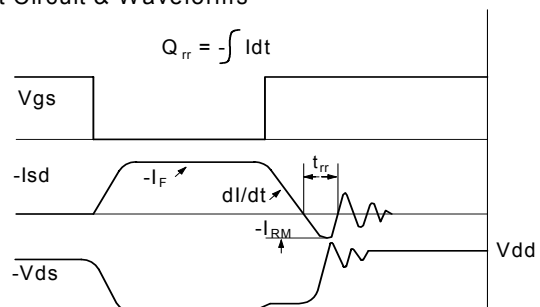 t Circuit & Waveforms
Q rr = -∫ Idt
Vgs
-Isd
-I F
dI/dt
t rr
-I RM
Vdd
-Vds